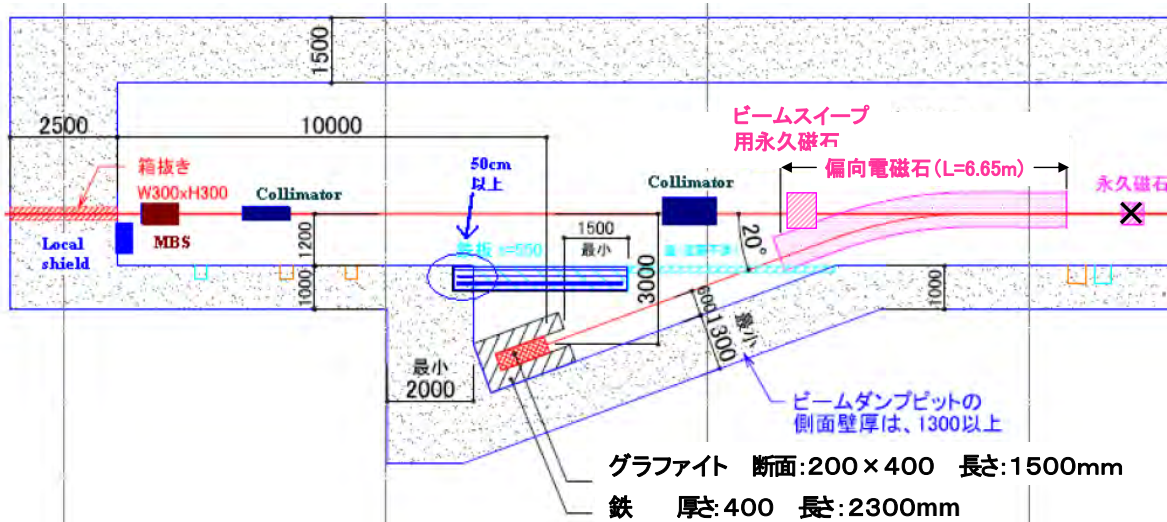 1500
2500
10000
ビームスイープ
用永久磁石
偏向電磁石(L=6.65m)
永久磁石
箱抜き
W300xH300
Collimator
50cm
以上
Collimator
Local
shield
MBS
1200
1000
1500
最小
3000
20°
1000
600
1300
最小
最小
2000
ビームダンプピットの
側面壁厚は、1300以上
グラファイト 断面:200×400 長さ:1500mm
鉄 厚さ:400 長さ:2300mm